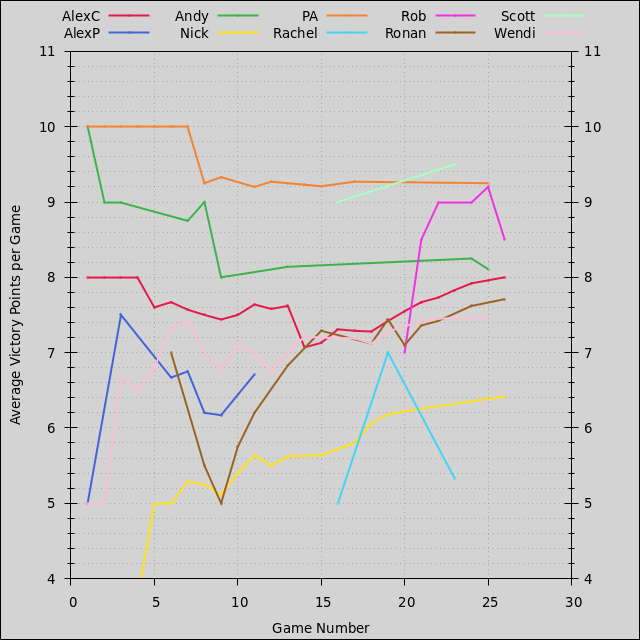 AlexC Andy PA Rob Scott
AlexP Nick Rachel Ronan Wendi
11 11
10 10
9 9
8 8
7 7
6 6
5 5
4 4
0 5 10 15 20 25 30
Average Victory Points per Game
Game Number